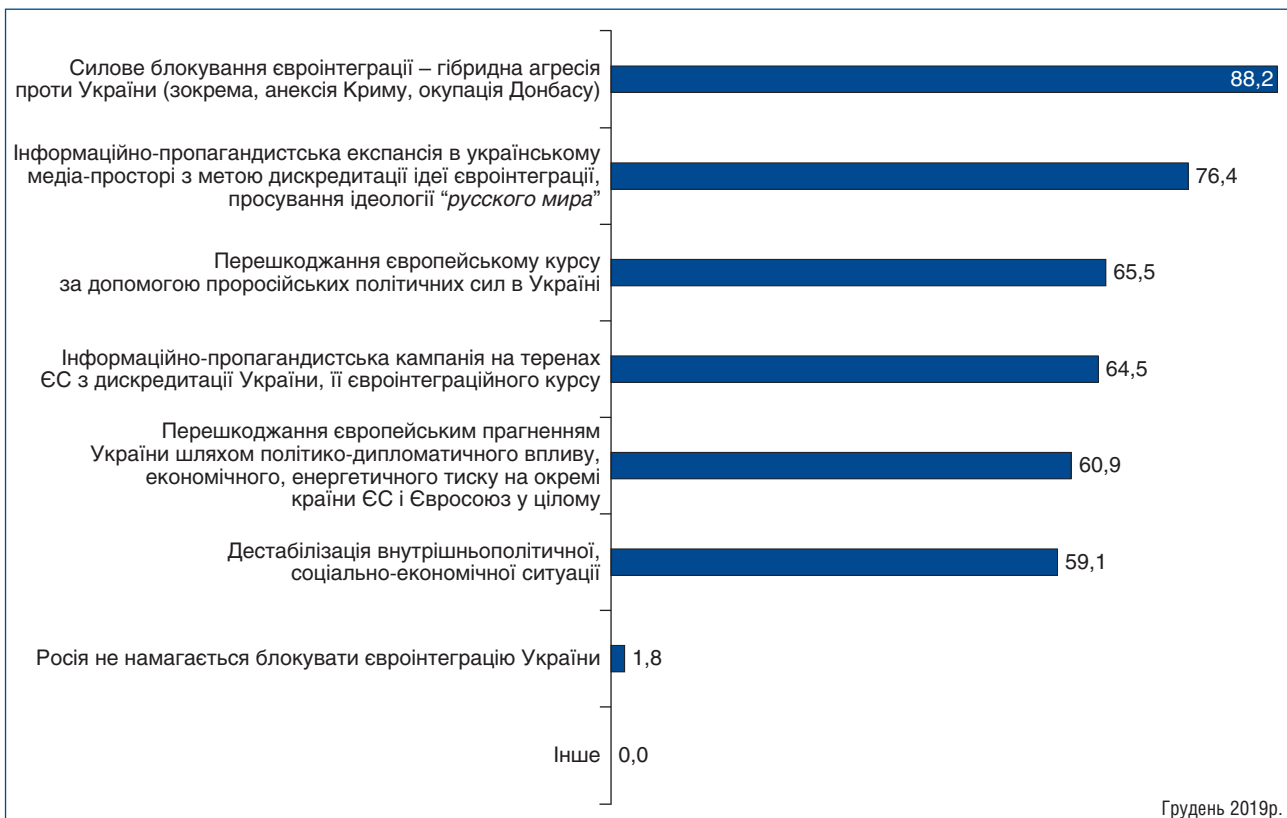 Силове блокування євроінтеграції – гібридна агресія
проти України (зокрема, анексія Криму, окупація Донбасу)
88,2
Інформаційно-пропагандистська експансія в українському
медіа-просторі з метою дискредитації ідеї євроінтеграції,
просування ідеології “русского мира”
76,4
Перешкоджання європейському курсу
за допомогою проросійських політичних сил в Україні
65,5
Інформаційно-пропагандистська кампанія на теренах
ЄС з дискредитації України, її євроінтеграційного курсу
64,5
Перешкоджання європейським прагненням
України шляхом політико-дипломатичного впливу,
економічного, енергетичного тиску на окремі
країни ЄС і Євросоюз у цілому
60,9
Дестабілізація внутрішньополітичної,
соціально-економічної ситуації
59,1
Росія не намагається блокувати євроінтеграцію України
1,8
Інше
0,0
Грудень 2019р.